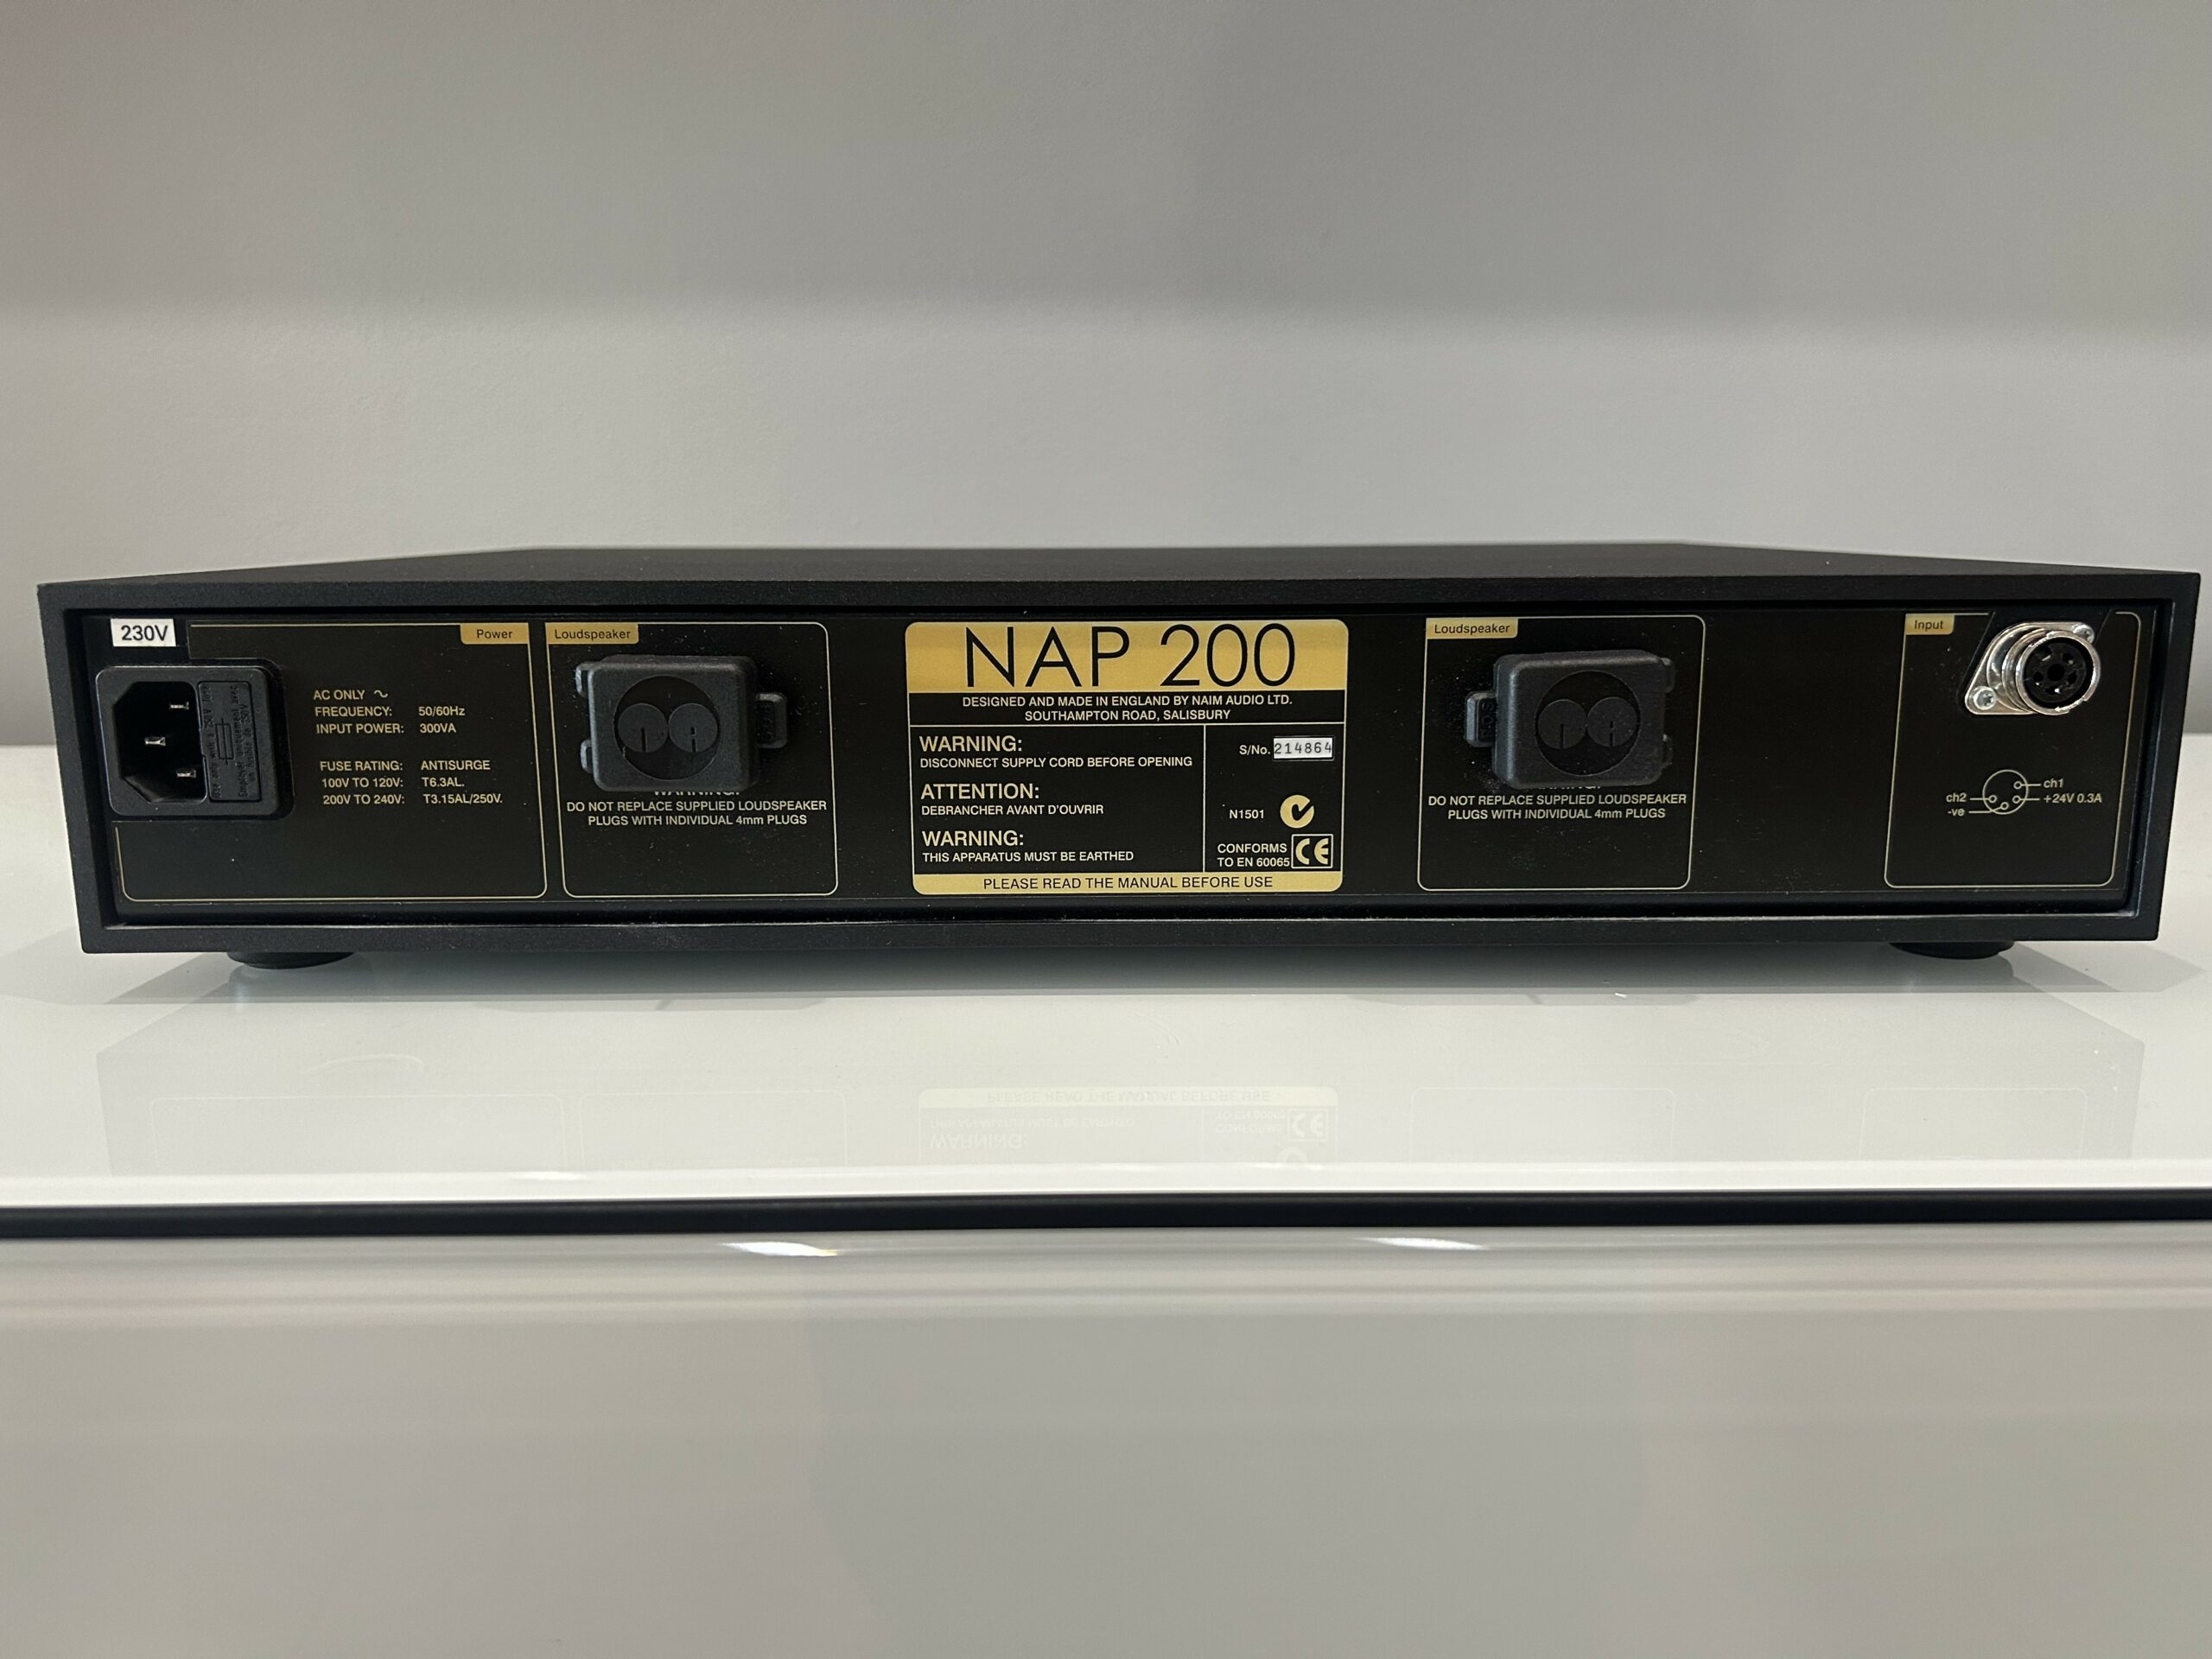 230V
Power
AC ONLY ~
FREQUENCY: 50/60Hz
INPUT POWER: 300VA
FUSE RATING: ANTISURGE
100V TO 120V: T6.3AL.
200V TO 240V: T3.15AL/250V.
Loudspeaker
WARNING:
DO NOT REPLACE SUPPLIED LOUDSPEAKER
PLUGS WITH INDIVIDUAL 4mm PLUGS
NAP 200
DESIGNED AND MADE IN ENGLAND BY NAIM AUDIO LTD.
SOUTHAMPTON ROAD, SALISBURY
WARNING:
DISCONNECT SUPPLY CORD BEFORE OPENING
ATTENTION:
DEBRANCHER AVANT D'OUVRIR
WARNING:
THIS APPARATUS MUST BE EARTHED
S/No. 214864
N1501
CONFORMS
TO EN 60065
CE
PLEASE READ THE MANUAL BEFORE USE
Loudspeaker
DO NOT REPLACE SUPPLIED LOUDSPEAKER
PLUGS WITH INDIVIDUAL 4mm PLUGS
Input
ch1
ch2
+24V 0.3A
-ve